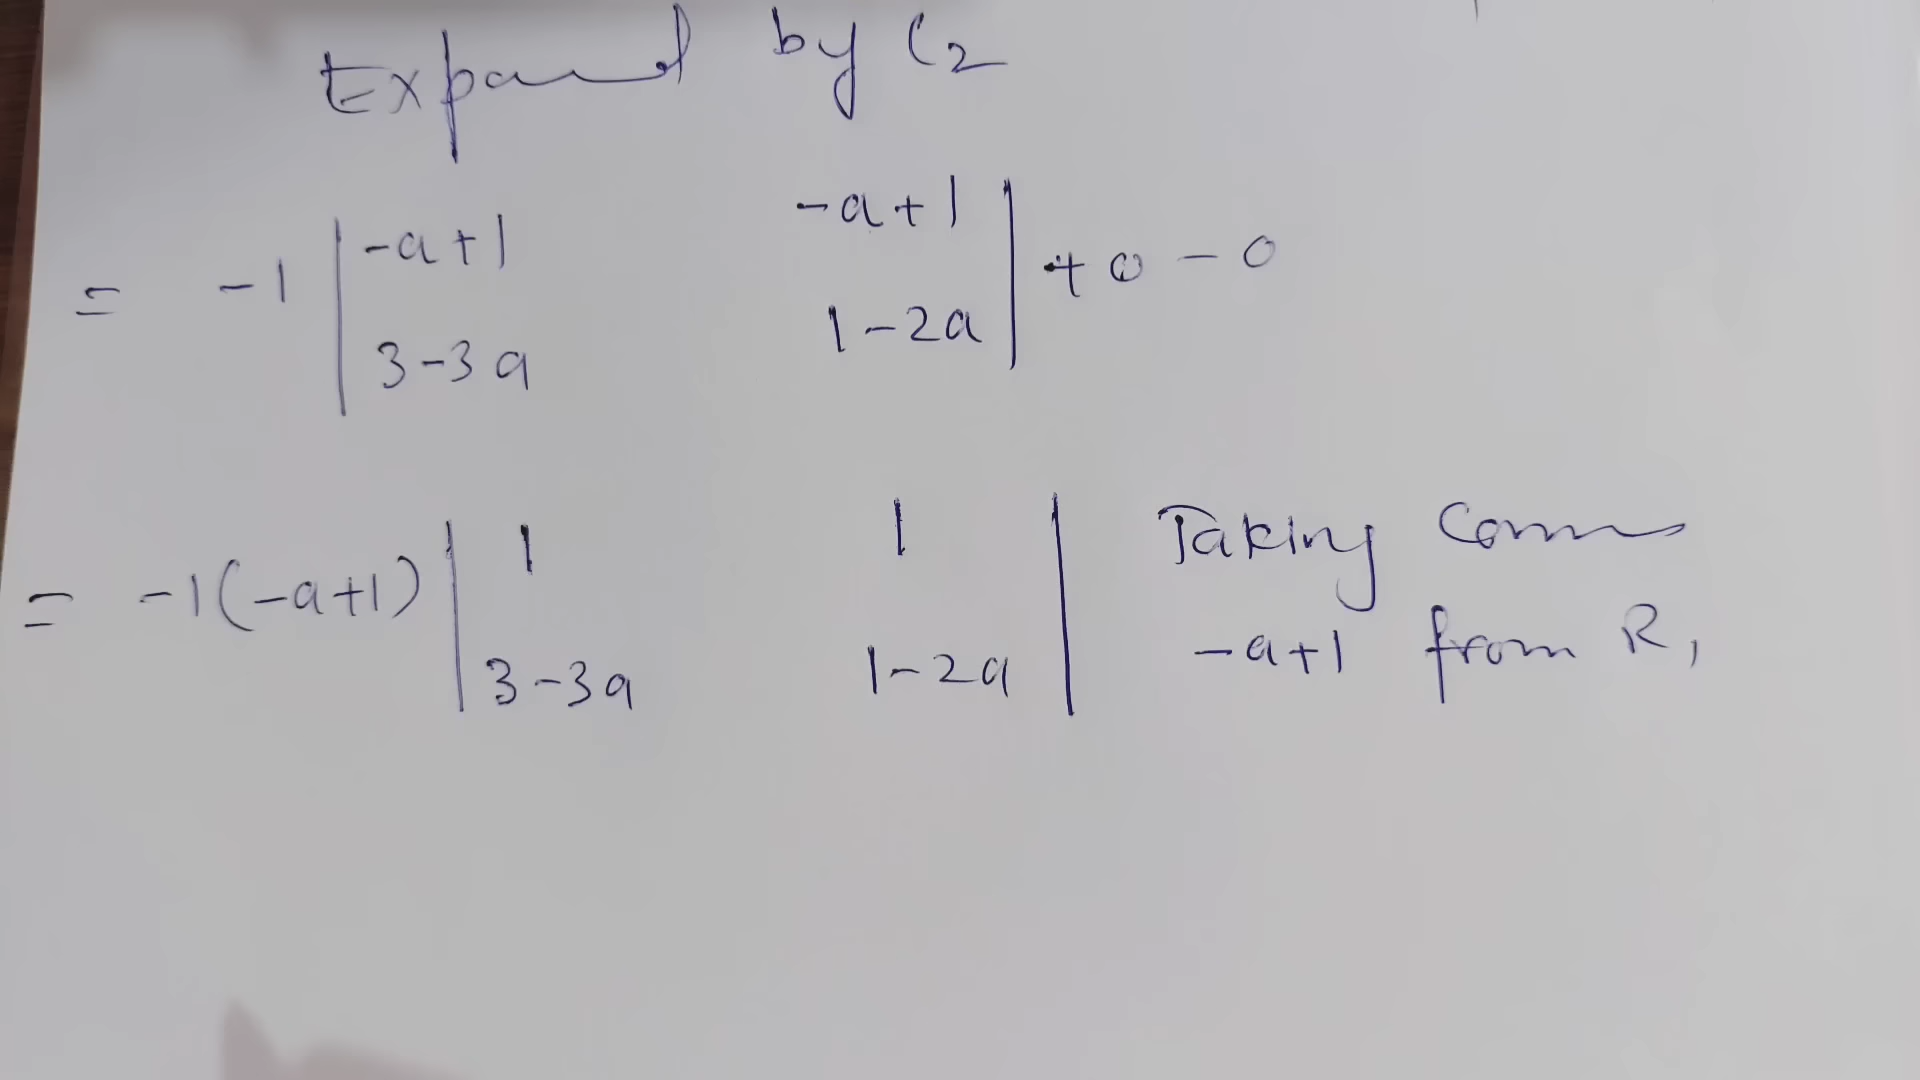 Expand by C2
= -1 | -a+1 -a+1 | + 0 - 0
3-3a 1-2a
= -1(-a+1) | 1 1 | Taking
3-3a 1-2a -a+1 from R1